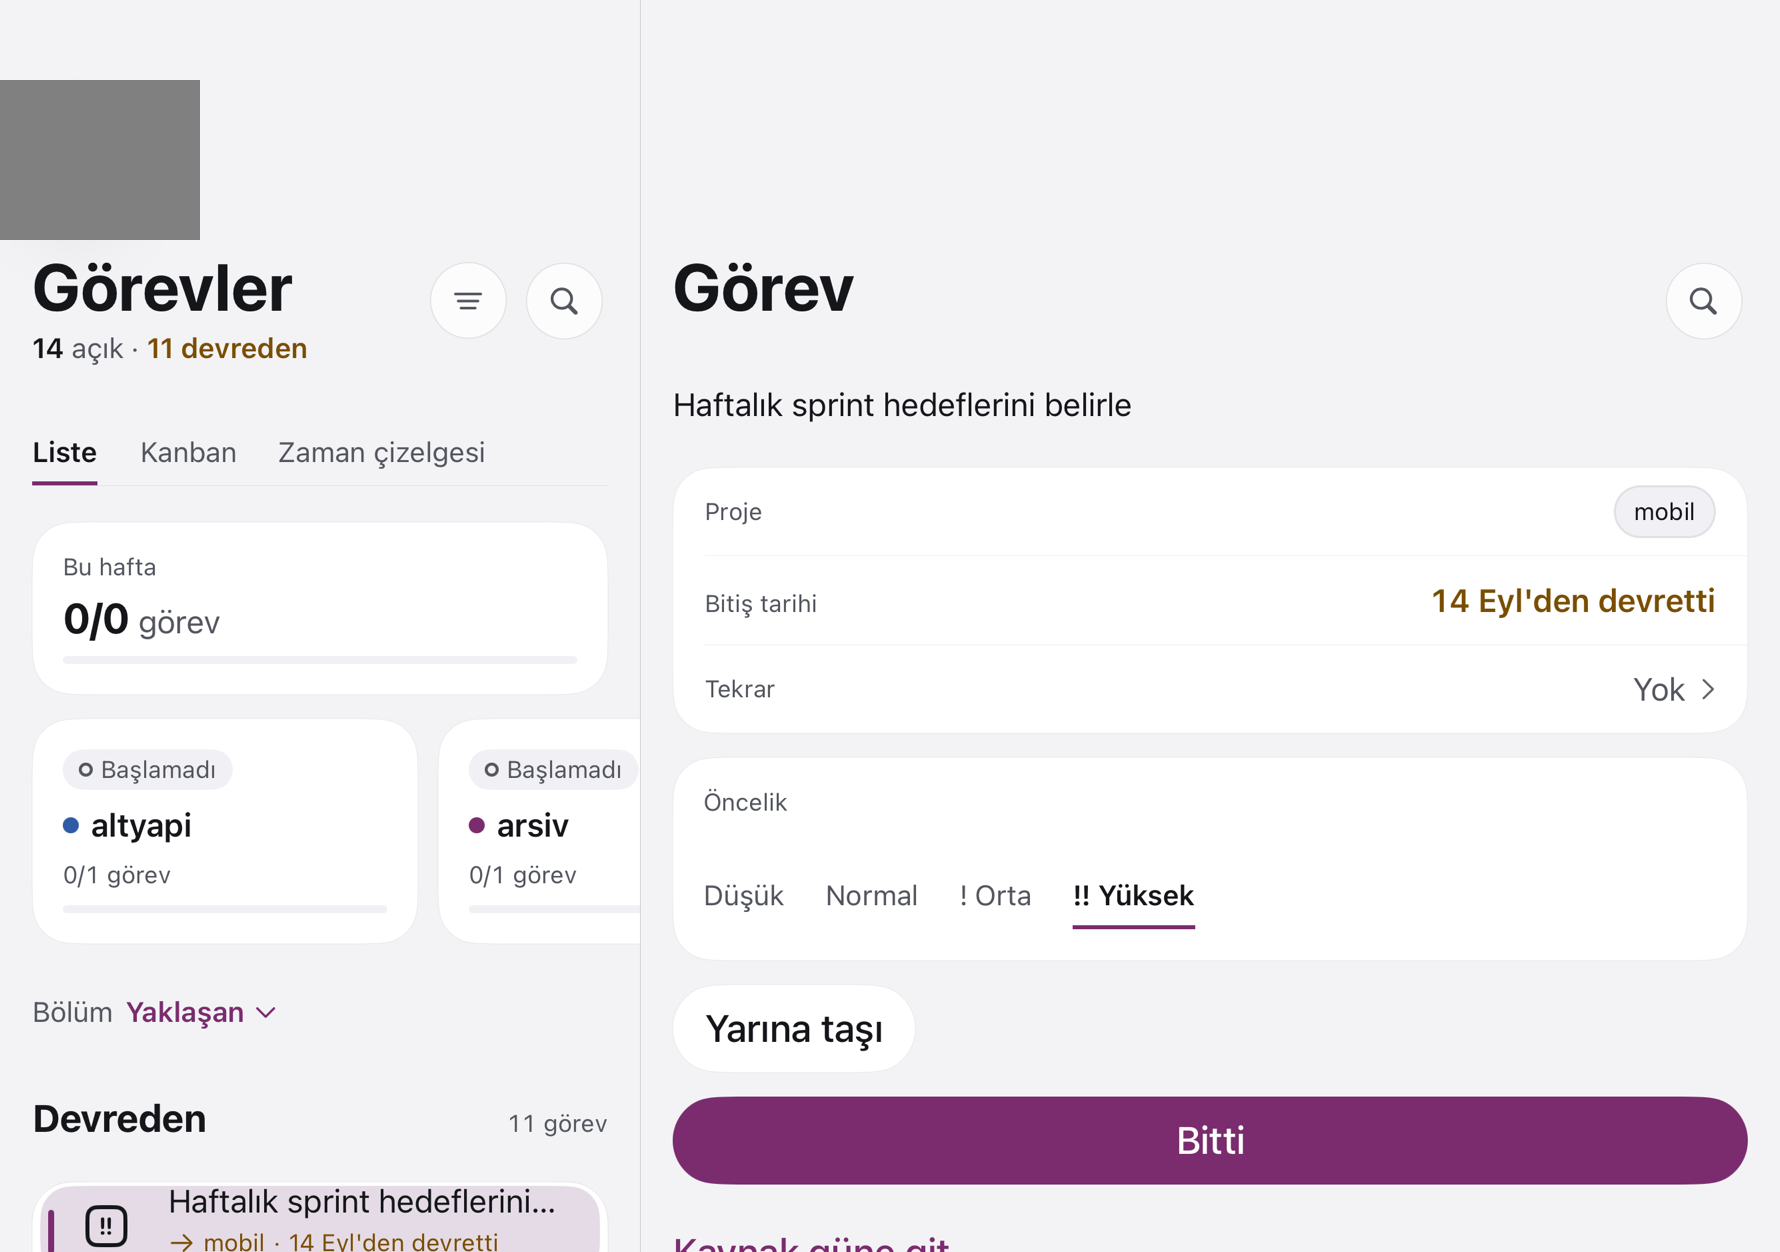 Görevler
14 açık · 11 devreden
Liste Kanban Zaman çizelgesi
Bu hafta
0/0 görev
Başlamadı
altyapi
0/1 görev
Başlamadı
arsiv
0/1 görev
Bölüm Yaklaşan
Devreden 11 görev
!! Haftalık sprint hedeflerini...
→ mobil · 14 Eyl'den devretti
Görev
Haftalık sprint hedeflerini belirle
Proje mobil
Bitiş tarihi 14 Eyl'den devretti
Tekrar Yok
Öncelik
Düşük Normal ! Orta !! Yüksek
Yarına taşı
Bitti
Kaynak güne git